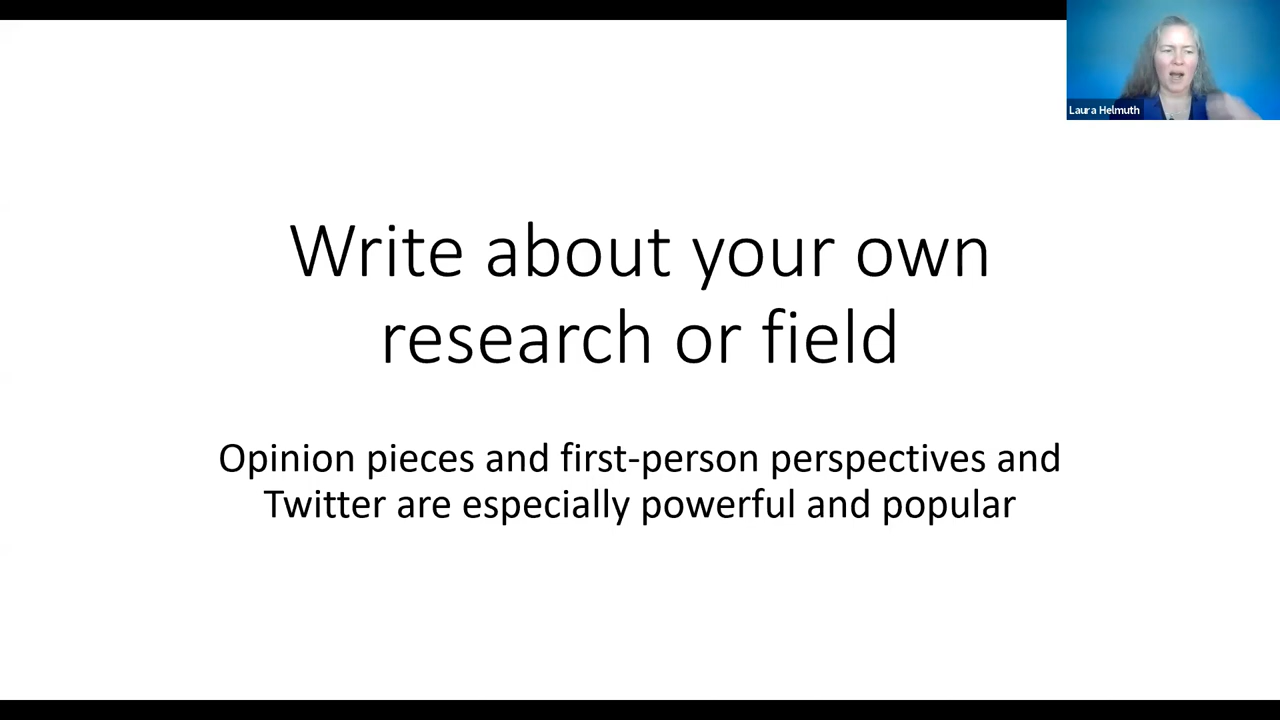 Laura Helmuth
Write about your own
research or field
Opinion pieces and first-person perspectives and
Twitter are especially powerful and popular